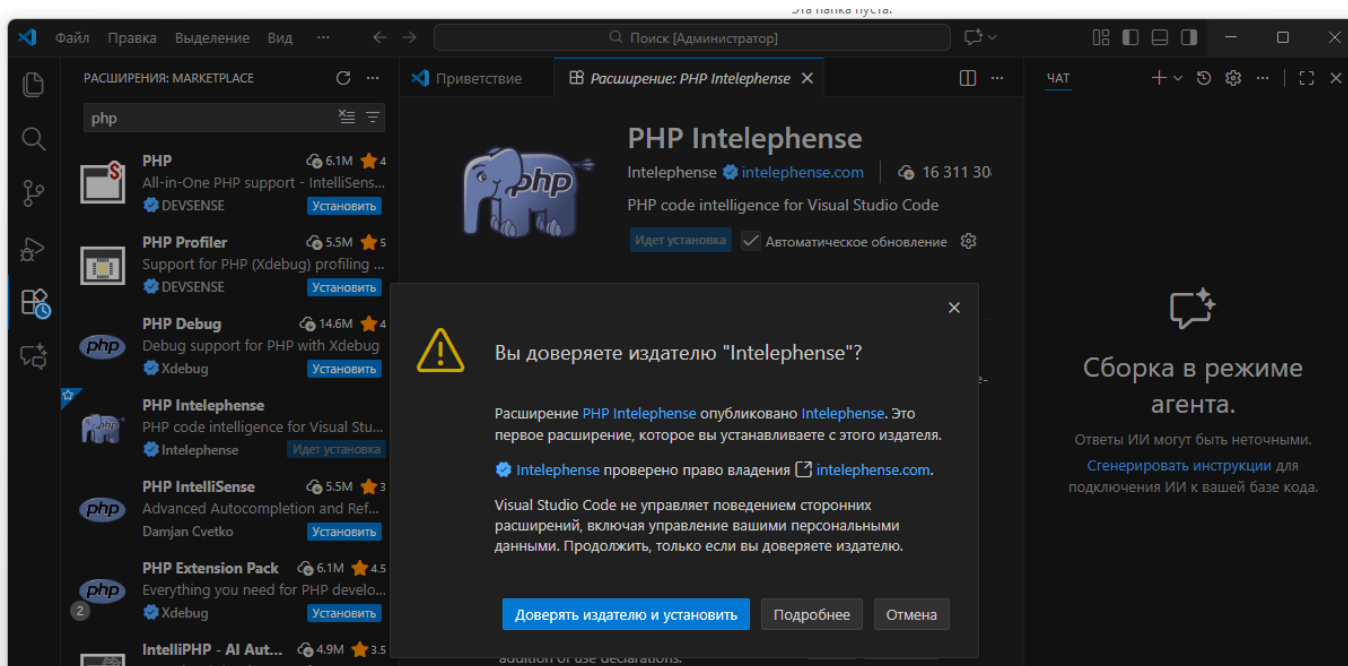 Эта папка пуста.
Файл Правка Выделение Вид ··· Поиск [Администратор]
РАСШИРЕНИЯ: MARKETPLACE
php
PHP 6.1M 4
All-in-One PHP support - IntelliSens...
DEVSENSE Установить
PHP Profiler 5.5M 5
Support for PHP (Xdebug) profiling ...
DEVSENSE Установить
PHP Debug 14.6M 4
Debug support for PHP with Xdebug
Xdebug Установить
PHP Intelephense
PHP code intelligence for Visual Stu...
Intelephense Идет установка
PHP IntelliSense 5.5M 3
Advanced Autocompletion and Ref...
Damjan Cvetko Установить
PHP Extension Pack 6.1M 4.5
Everything you need for PHP develo...
2 Xdebug Установить
IntelliPHP - AI Aut... 4.9M 3.5
Приветствие Расширение: PHP Intelephense
php
PHP Intelephense
Intelephense intelephense.com 16 311 30
PHP code intelligence for Visual Studio Code
Идет установка Автоматическое обновление
Вы доверяете издателю "Intelephense"?
Расширение PHP Intelephense опубликовано Intelephense. Это
первое расширение, которое вы устанавливаете с этого издателя.
Intelephense проверено право владения intelephense.com.
Visual Studio Code не управляет поведением сторонних
расширений, включая управление вашими персональными
данными. Продолжить, только если вы доверяете издателю.
Доверять издателю и установить Подробнее Отмена
addition of use declarations.
ЧАТ
Сборка в режиме
агента.
Ответы ИИ могут быть неточными.
Сгенерировать инструкции для
подключения ИИ к вашей базе кода.